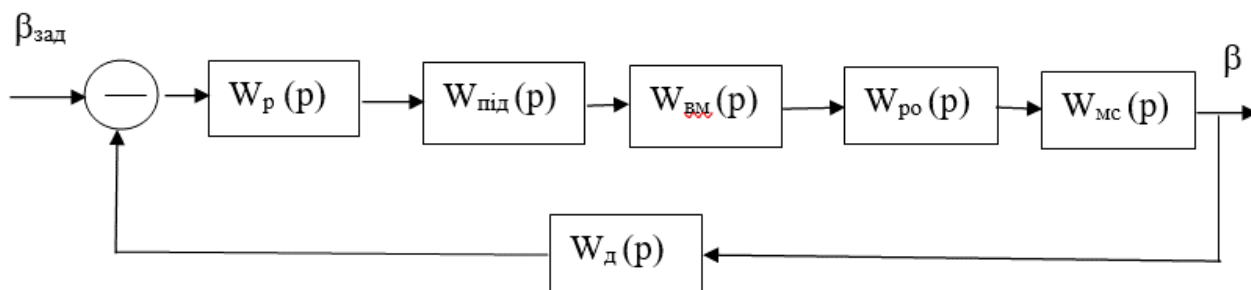 βзад
β
Wр (p)
Wпід (p)
Wвм (p)
Wро (p)
Wмс (p)
Wд (p)